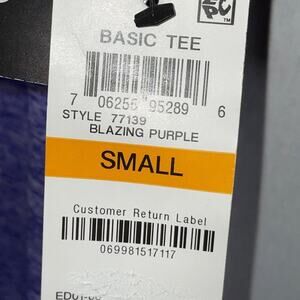 BASIC TEE
7 06255 95289 6
STYLE 77139
BLAZING PURPLE
SMALL
Customer Return Label
069981517117